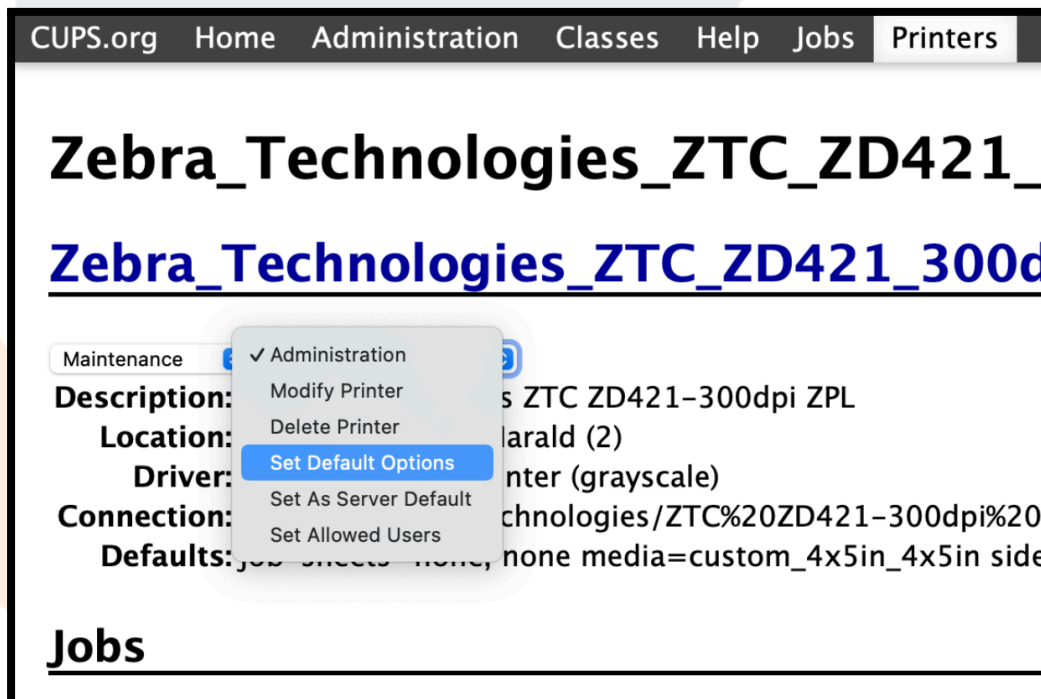 CUPS.org Home Administration Classes Help Jobs Printers
Zebra_Technologies_ZTC_ZD421_
Zebra_Technologies_ZTC_ZD421_300d
Maintenance
✓ Administration
Modify Printer
Delete Printer
Set Default Options
Set As Server Default
Set Allowed Users
Description: s ZTC ZD421-300dpi ZPL
Location: Harald (2)
Driver: nter (grayscale)
Connection: chnologies/ZTC%20ZD421-300dpi%20
Defaults: none media=custom_4x5in_4x5in side
Jobs